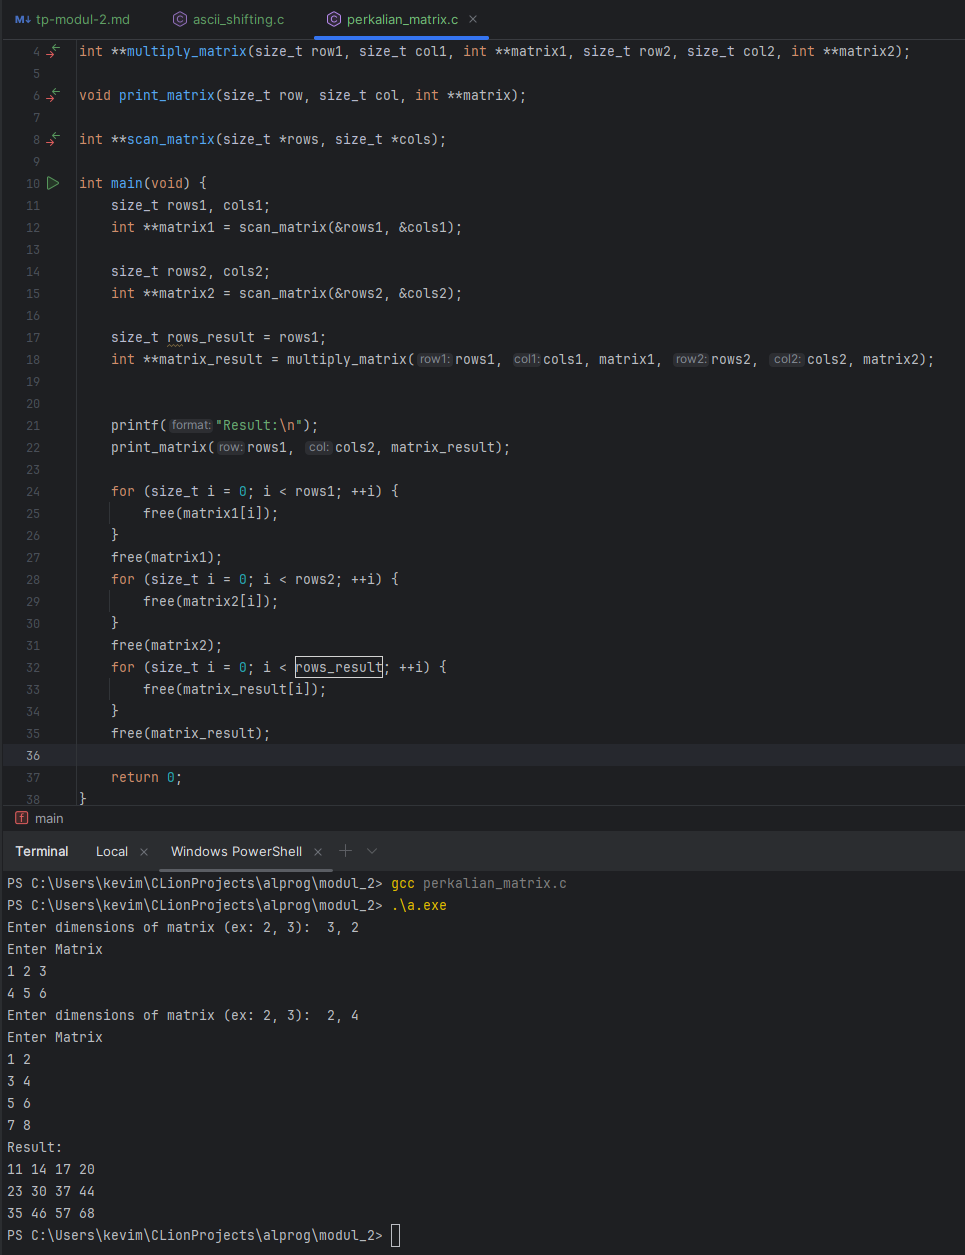 M↓ tp-modul-2.md C ascii_shifting.c C perkalian_matrix.c ×
4 int **multiply_matrix(size_t row1, size_t col1, int **matrix1, size_t row2, size_t col2, int **matrix2);
5
6 void print_matrix(size_t row, size_t col, int **matrix);
7
8 int **scan_matrix(size_t *rows, size_t *cols);
9
10 int main(void) {
11 size_t rows1, cols1;
12 int **matrix1 = scan_matrix(&rows1, &cols1);
13
14 size_t rows2, cols2;
15 int **matrix2 = scan_matrix(&rows2, &cols2);
16
17 size_t rows_result = rows1;
18 int **matrix_result = multiply_matrix( row1: rows1, col1: cols1, matrix1, row2: rows2, col2: cols2, matrix2);
19
20
21 printf( format: "Result:\n");
22 print_matrix( row: rows1, col: cols2, matrix_result);
23
24 for (size_t i = 0; i < rows1; ++i) {
25 free(matrix1[i]);
26 }
27 free(matrix1);
28 for (size_t i = 0; i < rows2; ++i) {
29 free(matrix2[i]);
30 }
31 free(matrix2);
32 for (size_t i = 0; i < rows_result; ++i) {
33 free(matrix_result[i]);
34 }
35 free(matrix_result);
36
37 return 0;
38 }
f main
Terminal Local × Windows PowerShell ×
PS C:\Users\kevim\CLionProjects\alprog\modul_2> gcc perkalian_matrix.c
PS C:\Users\kevim\CLionProjects\alprog\modul_2> .\a.exe
Enter dimensions of matrix (ex: 2, 3):  3, 2
Enter Matrix
1 2 3
4 5 6
Enter dimensions of matrix (ex: 2, 3):  2, 4
Enter Matrix
1 2
3 4
5 6
7 8
Result:
11 14 17 20
23 30 37 44
35 46 57 68
PS C:\Users\kevim\CLionProjects\alprog\modul_2>